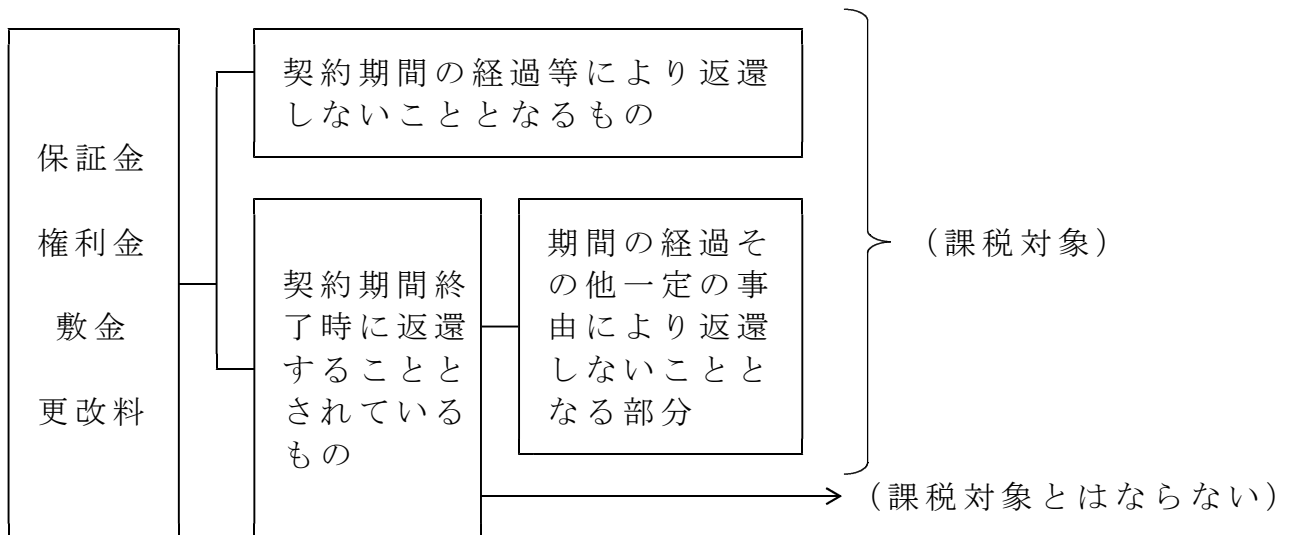 保証金
権利金
敷金
更改料
契約期間の経過等により返還
しないこととなるもの
契約期間終
了時に返還
することと
されている
もの
期間の経過そ
の他一定の事
由により返還
しないことと
なる部分
(課税対象)
(課税対象とはならない)